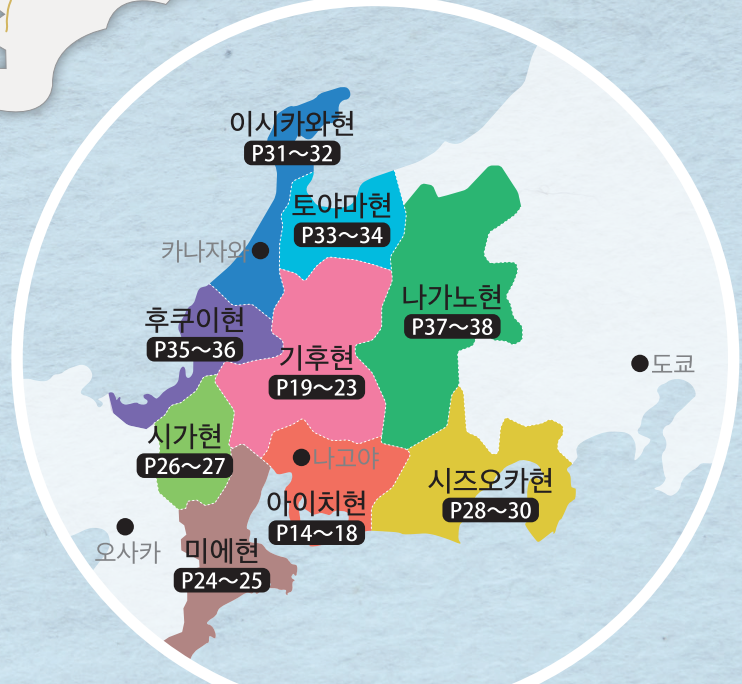 이시카와현
P31～32
토야마현
P33～34
카나자와
나가노현
P37～38
후쿠이현
P35～36
기후현
P19～23
도쿄
시가현
P26～27
나고야
시즈오카현
P28～30
아이치현
P14～18
오사카
미에현
P24～25